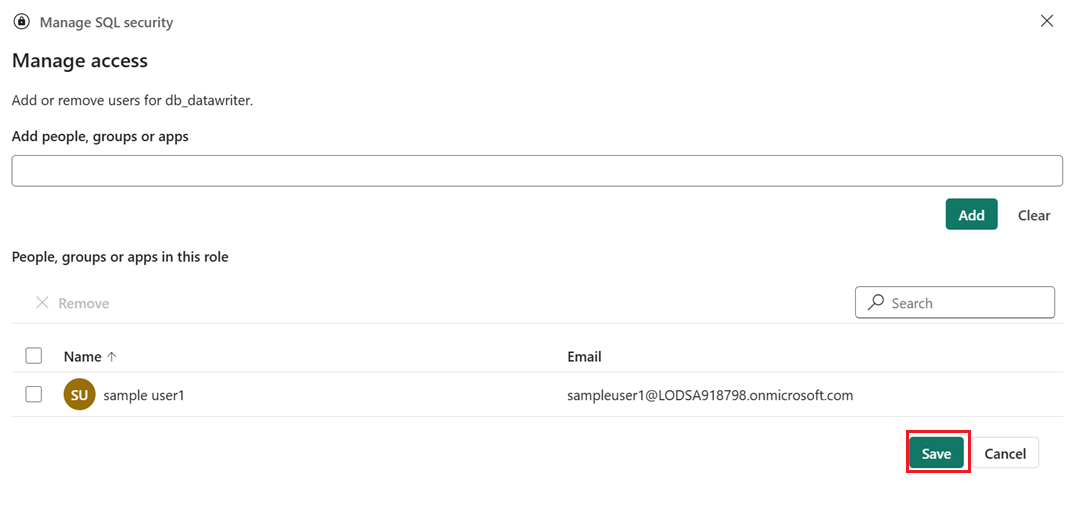 Manage SQL security
Manage access
Add or remove users for db_datawriter.
Add people, groups or apps
Add
Clear
People, groups or apps in this role
Remove
Search
Name ↑
Email
SU
sample user1
sampleuser1@LODSA918798.onmicrosoft.com
Save
Cancel